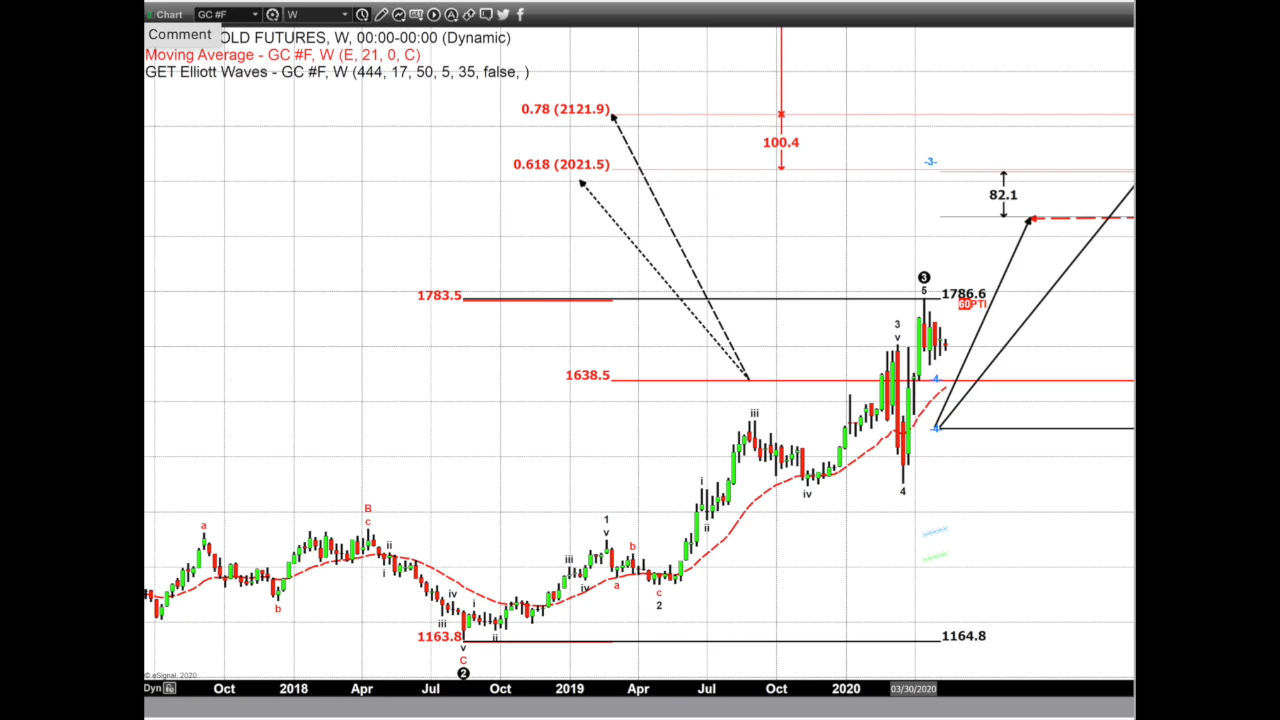 Chart GC #F W
Comment
OLD FUTURES, W, 00:00-00:00 (Dynamic)
Moving Average - GC #F, W (E, 21, 0, C)
GET Elliott Waves - GC #F, W (444, 17, 50, 5, 35, false, )
0.78 (2121.9)
100.4
0.618 (2021.5)
-3-
82.1
3
5
1783.5
1786.6
60 PTI
3
v
1638.5
-4-
iii
-4-
i
iv
4
ii
B
c
a
1
v
ii
iii
b
i
iv
a
c
iv
i
2
b
iii
ii
1163.8
1164.8
v
C
2
© eSignal, 2020
Dyn Oct 2018 Apr Jul Oct 2019 Apr Jul Oct 2020 03/30/2020